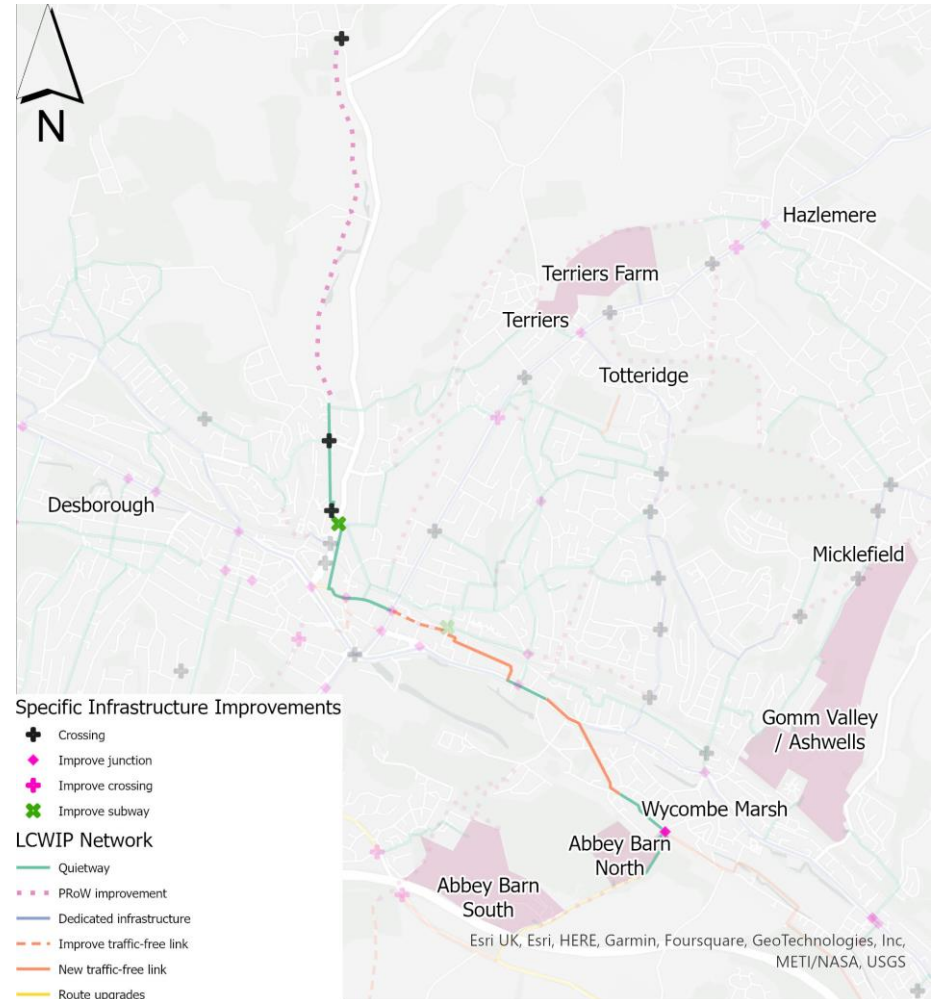 N
Hazlemere
Terriers Farm
Terriers
Totteridge
Desborough
Micklefield
Specific Infrastructure Improvements
Crossing
Improve junction
Improve crossing
Improve subway
LCWIP Network
Quietway
PRoW improvement
Dedicated infrastructure
Improve traffic-free link
New traffic-free link
Route upgrades
Gomm Valley
/ Ashwells
Wycombe Marsh
Abbey Barn
North
Abbey Barn
South
Esri UK, Esri, HERE, Garmin, Foursquare, GeoTechnologies, Inc,
METI/NASA, USGS